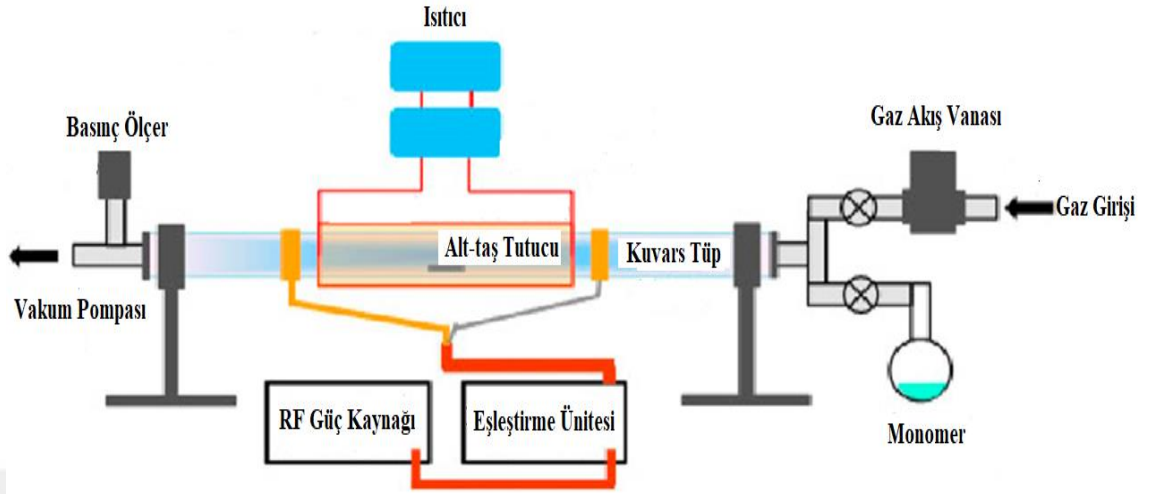 Isıtıcı
Basınç Ölçer
Gaz Akış Vanası
Gaz Girişi
Alt-taş Tutucu
Kuvars Tüp
Vakum Pompası
RF Güç Kaynağı
Eşleştirme Ünitesi
Monomer